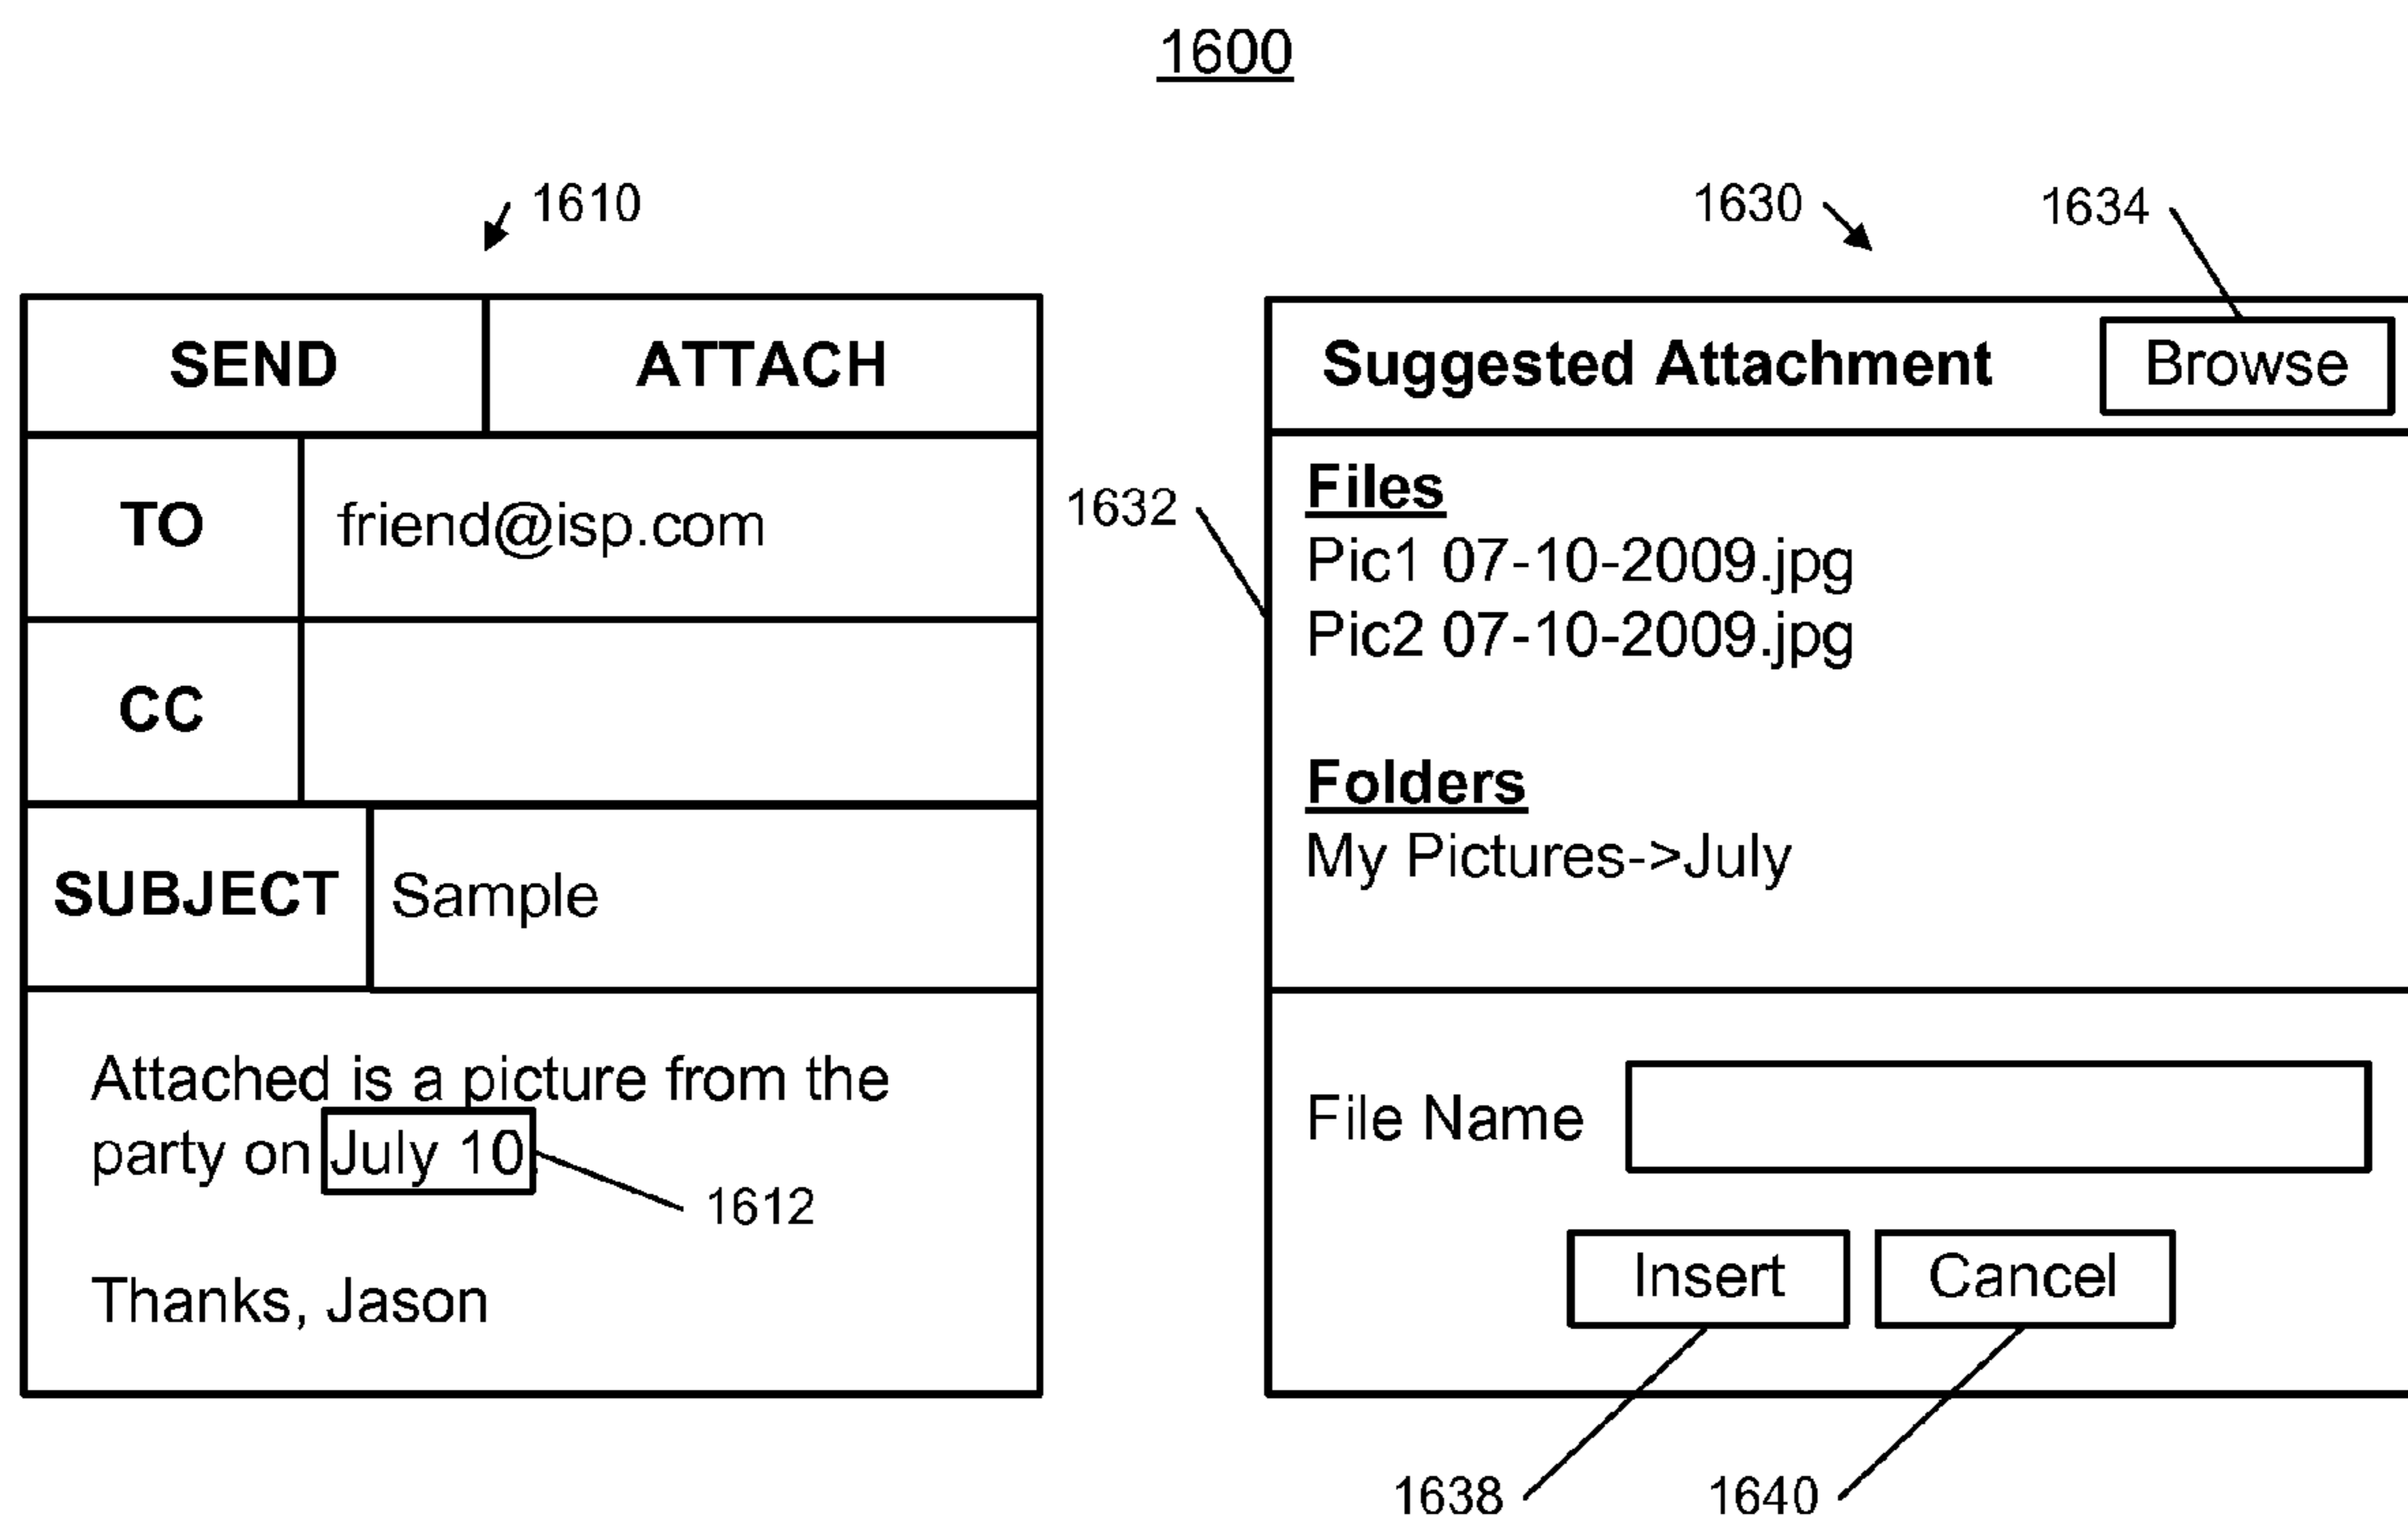 1600
1610
SEND ATTACH
TO friend@isp.com
CC
SUBJECT Sample
Attached is a picture from the
party on July 10
1612
Thanks, Jason
1630
1634
Suggested Attachment Browse
1632
Files
Pic1 07-10-2009.jpg
Pic2 07-10-2009.jpg
Folders
My Pictures->July
File Name
Insert Cancel
1638 1640